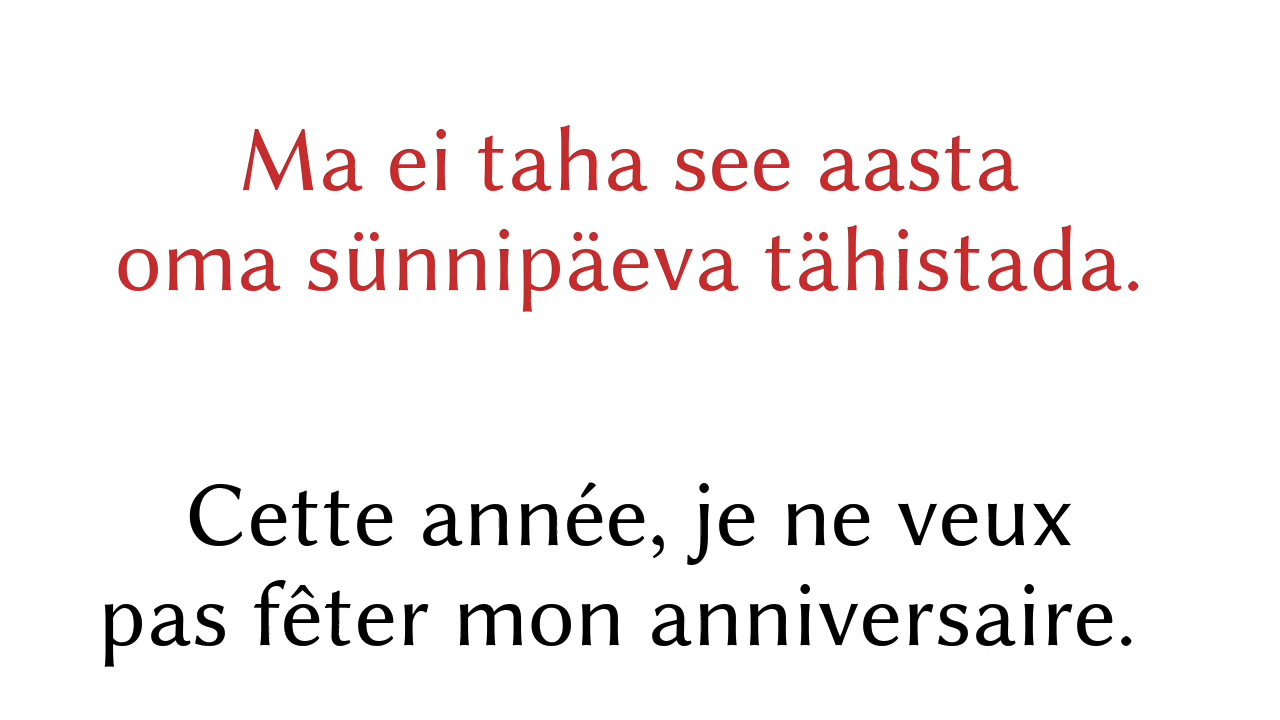 Ma ei taha see aasta
oma sünnipäeva tähistada.
Cette année, je ne veux
pas fêter mon anniversaire.